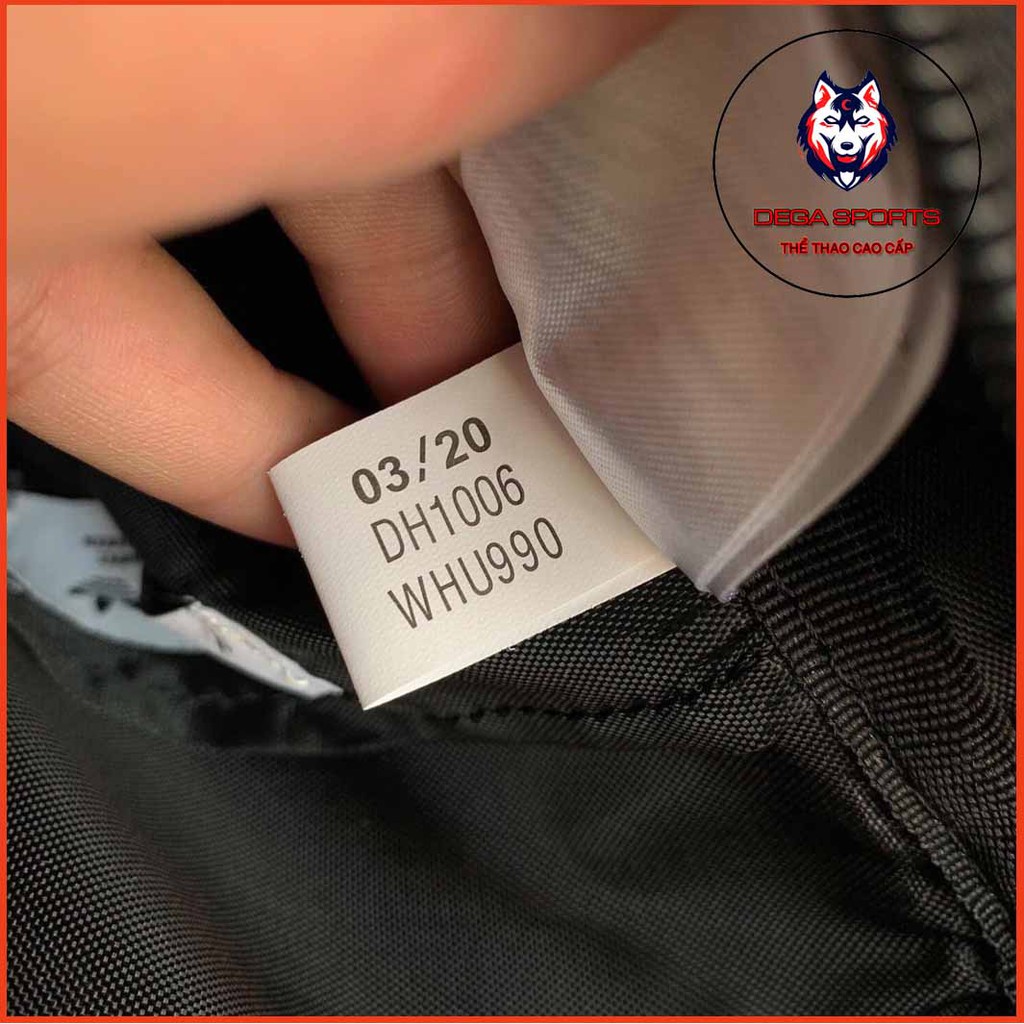 DEGA SPORTS
THỂ THAO CAO CẤP
03/20
DH1006
WHU990